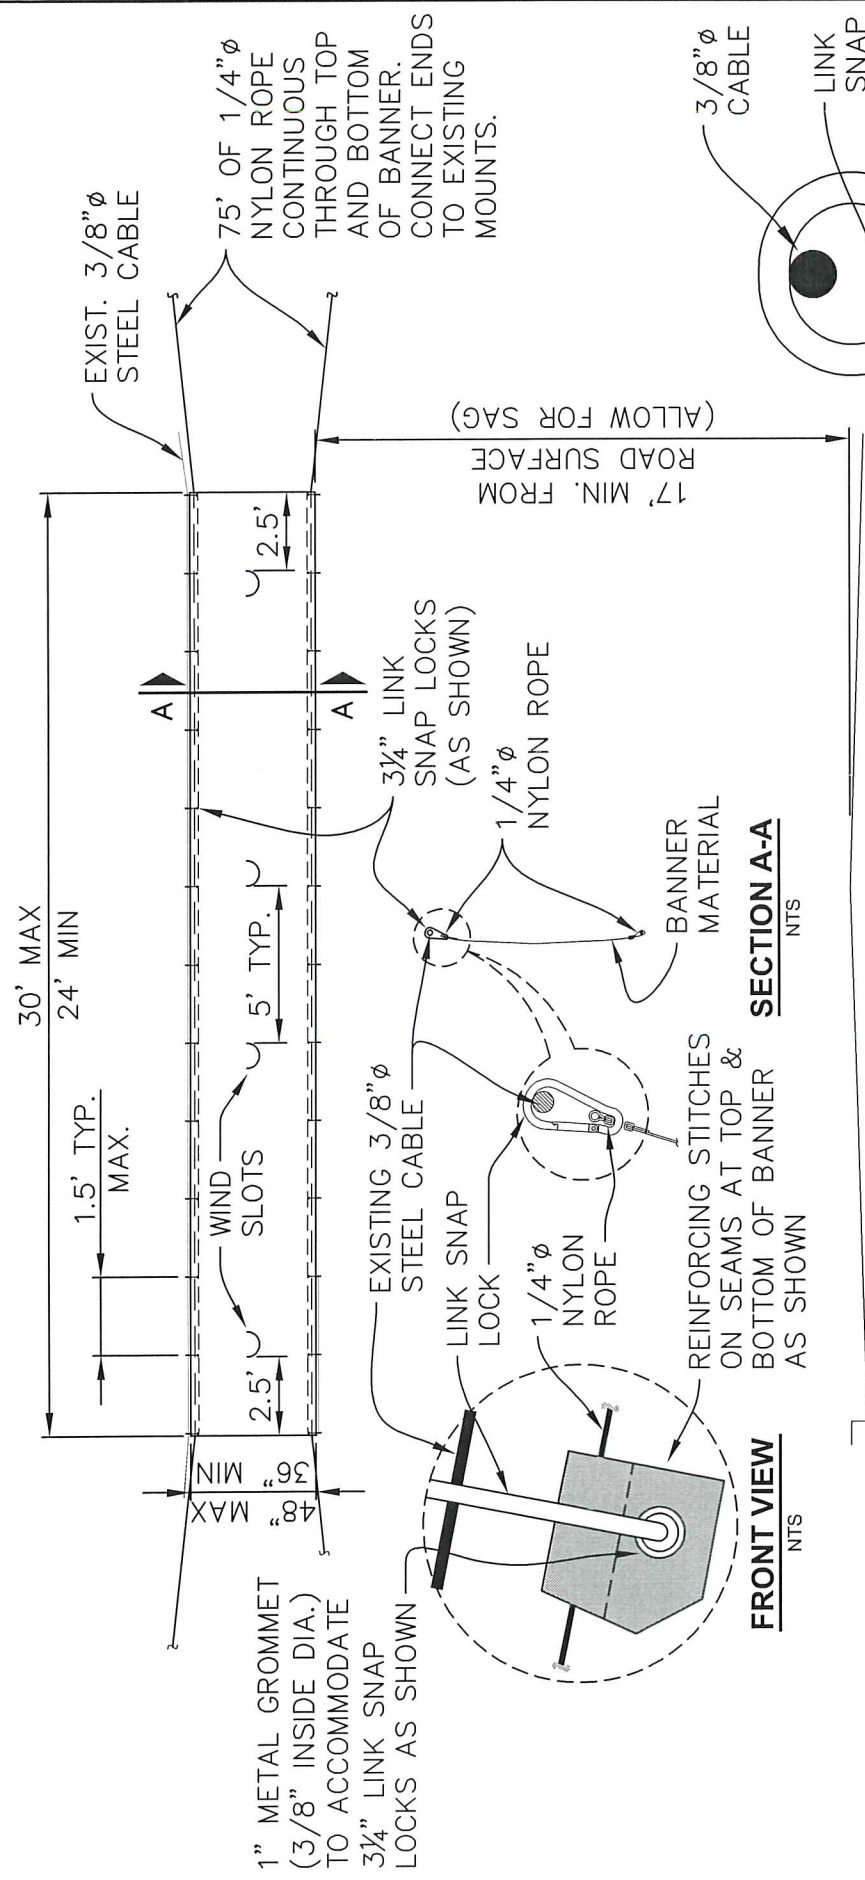 30' MAX
24' MIN
1.5' TYP.
MAX.
EXIST. 3/8"ø
STEEL CABLE
75' OF 1/4"ø
NYLON ROPE
CONTINUOUS
THROUGH TOP
AND BOTTOM
OF BANNER.
CONNECT ENDS
TO EXISTING
MOUNTS.
48" MAX
36" MIN
2.5'
WIND
SLOTS
5' TYP.
A
A
2.5'
17' MIN. FROM
ROAD SURFACE
(ALLOW FOR SAG)
1" METAL GROMMET
(3/8" INSIDE DIA.)
TO ACCOMMODATE
3¼" LINK SNAP
LOCKS AS SHOWN
EXISTING 3/8"ø
STEEL CABLE
LINK SNAP
LOCK
1/4"ø
NYLON
ROPE
REINFORCING STITCHES
ON SEAMS AT TOP &
BOTTOM OF BANNER
AS SHOWN
FRONT VIEW
NTS
3¼" LINK
SNAP LOCKS
(AS SHOWN)
1/4"ø
NYLON ROPE
BANNER
MATERIAL
SECTION A-A
NTS
3/8"ø
CABLE
LINK
SNAP